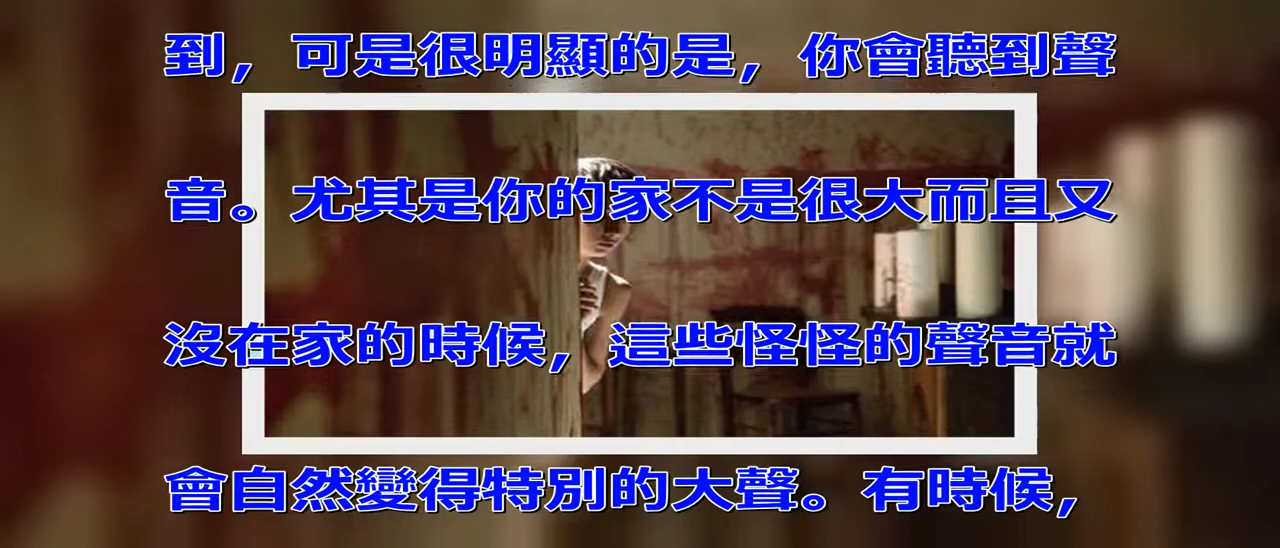 到，可是很明顯的是，你會聽到聲
音。尤其是你的家不是很大而且又
沒在家的時候，這些怪怪的聲音就
會自然變得特別的大聲。有時候，